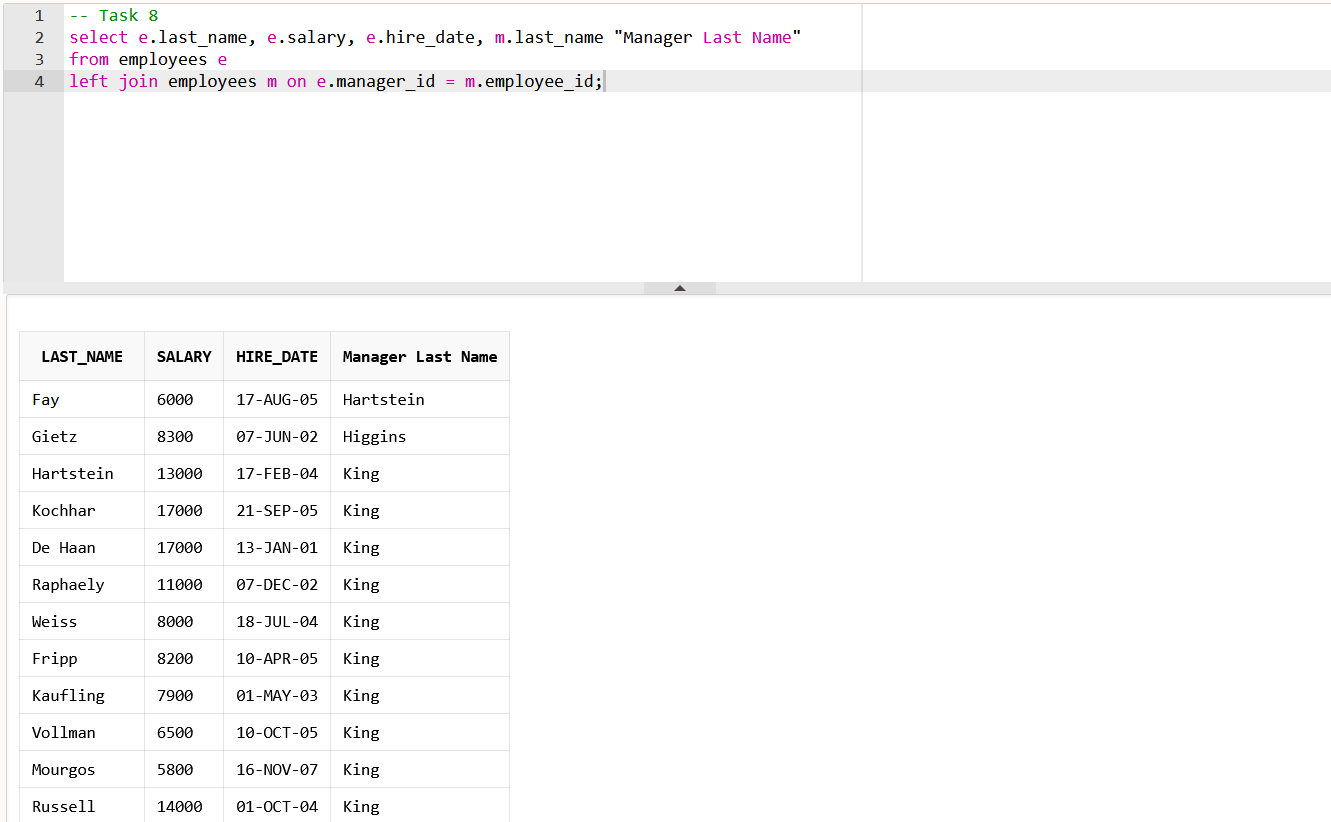 1 -- Task 8
2 select e.last_name, e.salary, e.hire_date, m.last_name "Manager Last Name"
3 from employees e
4 left join employees m on e.manager_id = m.employee_id;
LAST_NAME SALARY HIRE_DATE Manager Last Name
Fay 6000 17-AUG-05 Hartstein
Gietz 8300 07-JUN-02 Higgins
Hartstein 13000 17-FEB-04 King
Kochhar 17000 21-SEP-05 King
De Haan 17000 13-JAN-01 King
Raphaely 11000 07-DEC-02 King
Weiss 8000 18-JUL-04 King
Fripp 8200 10-APR-05 King
Kaufling 7900 01-MAY-03 King
Vollman 6500 10-OCT-05 King
Mourgos 5800 16-NOV-07 King
Russell 14000 01-OCT-04 King